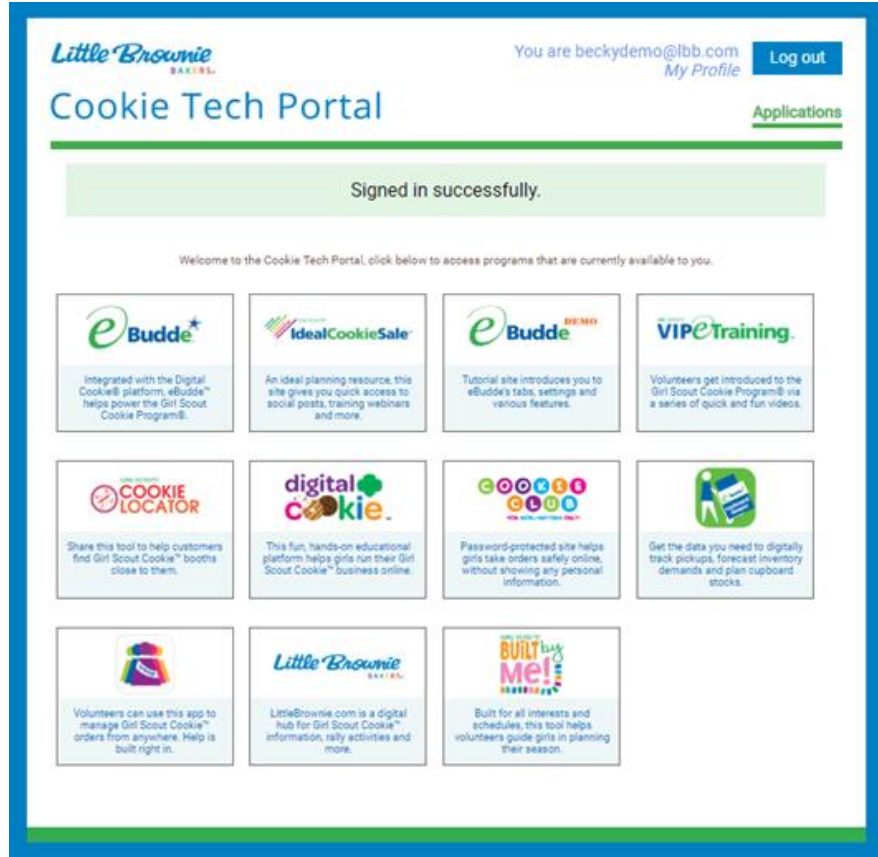 Little Brownie
BAKERS.
You are beckydemo@lbb.com
My Profile
Log out
Cookie Tech Portal
Applications
Signed in successfully.
Welcome to the Cookie Tech Portal, click below to access programs that are currently available to you.
eBudde
Integrated with the Digital
Cookie® platform, eBudde™
helps power the Girl Scout
Cookie Program®.
IdealCookieSale
An ideal planning resource, this
site gives you quick access to
social posts, training webinars
and more.
eBudde DEMO
Tutorial site introduces you to
eBudde's tabs, settings and
various features.
VIP eTraining
Volunteers get introduced to the
Girl Scout Cookie Program® via
a series of quick and fun videos.
COOKIE
LOCATOR
Share this tool to help customers
find Girl Scout Cookie™ booths
close to them.
digital
cookie
This fun, hands-on educational
platform helps girls run their Girl
Scout Cookie™ business online.
COOKIE
CLUB
Password-protected site helps
girls take orders safely online,
without showing any personal
information.
Get the data you need to digitally
track pickups, forecast inventory
demands and plan cupboard
stocks.
Volunteers can use this app to
manage Girl Scout Cookie™
orders from anywhere. Help is
built right in.
Little Brownie
BAKERS.
LittleBrownie.com is a digital
hub for Girl Scout Cookie™
information, rally activities and
more.
BUILT by
Me!
Built for all interests and
schedules, this tool helps
volunteers guide girls in planning
their season.